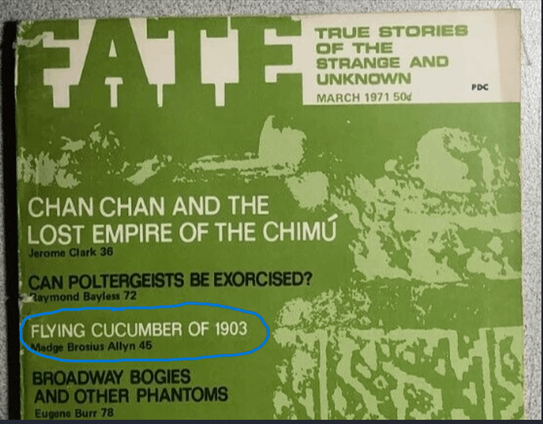 FATE
TRUE STORIES
OF THE
STRANGE AND
UNKNOWN
MARCH 1971 50¢
PDC
CHAN CHAN AND THE
LOST EMPIRE OF THE CHIMÚ
Jerome Clark 36
CAN POLTERGEISTS BE EXORCISED?
Raymond Bayless 72
FLYING CUCUMBER OF 1903
Madge Brosius Allyn 45
BROADWAY BOGIES
AND OTHER PHANTOMS
Eugene Burr 78